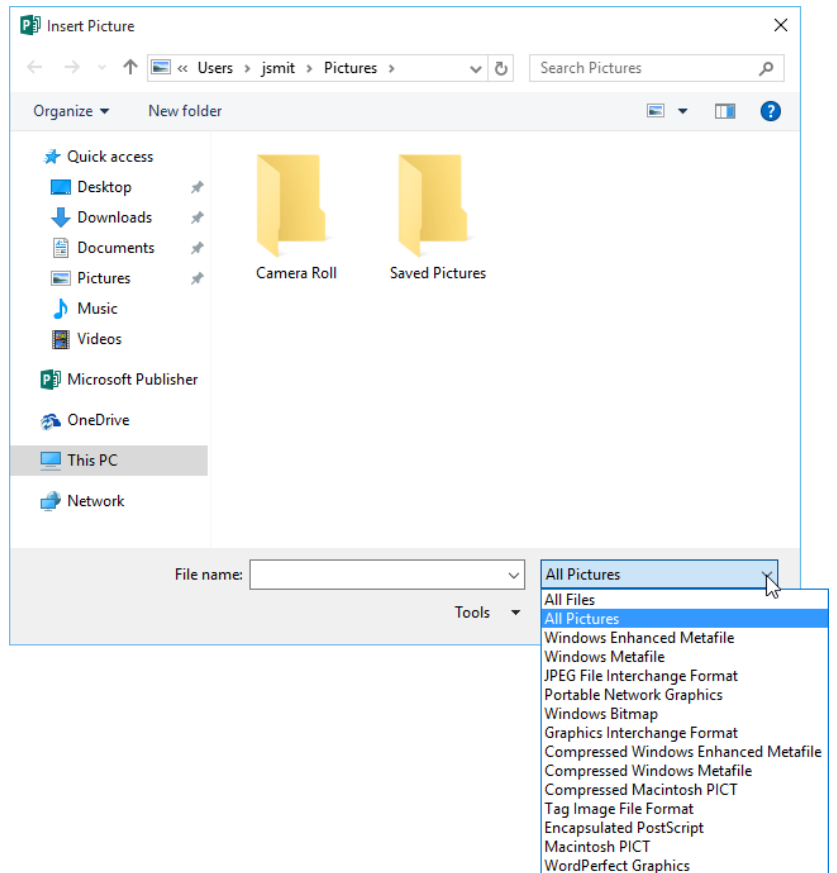 Insert Picture
« Users › jsmit › Pictures ›
Search Pictures
Organize
New folder
Quick access
Desktop
Downloads
Documents
Pictures
Music
Videos
Microsoft Publisher
OneDrive
This PC
Network
Camera Roll
Saved Pictures
File name:
All Pictures
Tools
All Files
All Pictures
Windows Enhanced Metafile
Windows Metafile
JPEG File Interchange Format
Portable Network Graphics
Windows Bitmap
Graphics Interchange Format
Compressed Windows Enhanced Metafile
Compressed Windows Metafile
Compressed Macintosh PICT
Tag Image File Format
Encapsulated PostScript
Macintosh PICT
WordPerfect Graphics